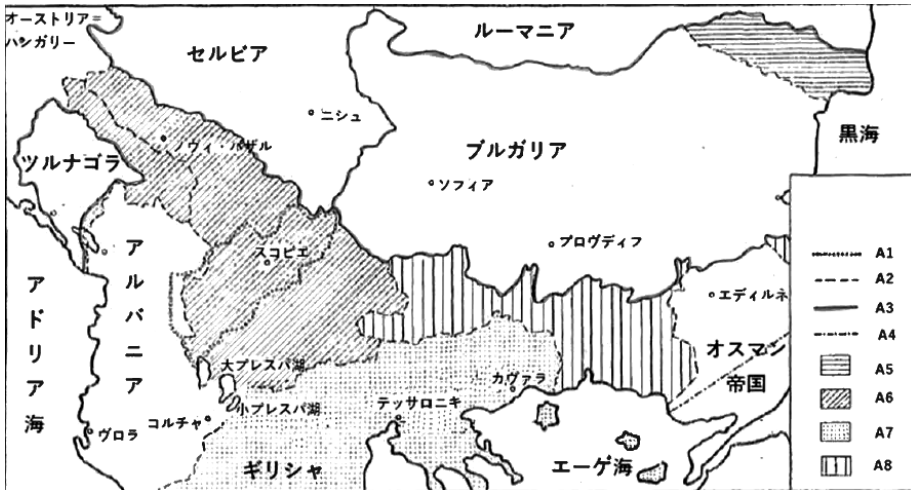 オーストリア=
ハンガリー
セルビア
ルーマニア
ニシュ
黒海
ブルガリア
ノヴィ・バザル
ツルナゴラ
ソフィア
プロヴディフ
スコピエ
アルバニア
アドリア海
エディルネ
オスマン
帝国
大プレスパ湖
小プレスパ湖
カヴァラ
テッサロニキ
コルチャ
ヴロラ
ギリシャ
エーゲ海
A1
A2
A3
A4
A5
A6
A7
A8